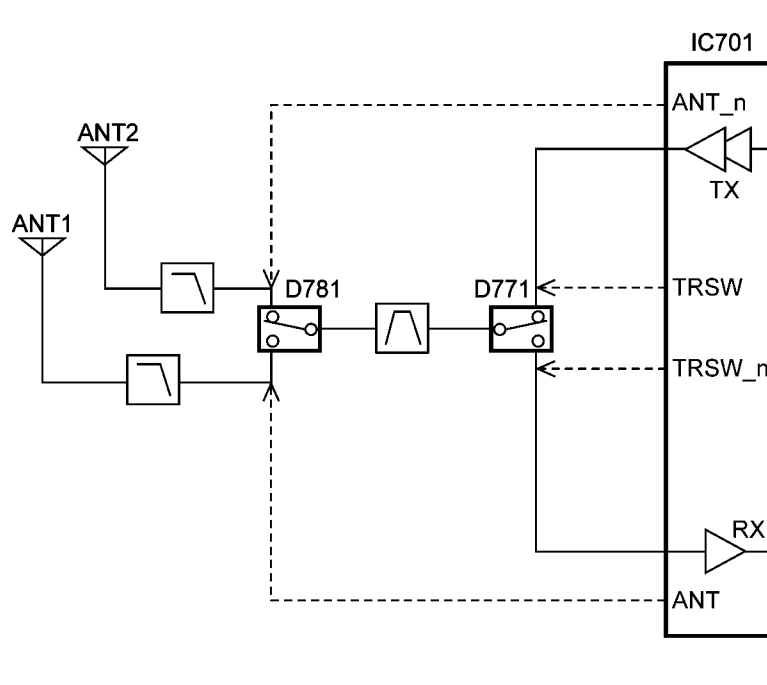 IC701
ANT_n
ANT2
TX
ANT1
D781
D771
TRSW
TRSW_n
RX
ANT